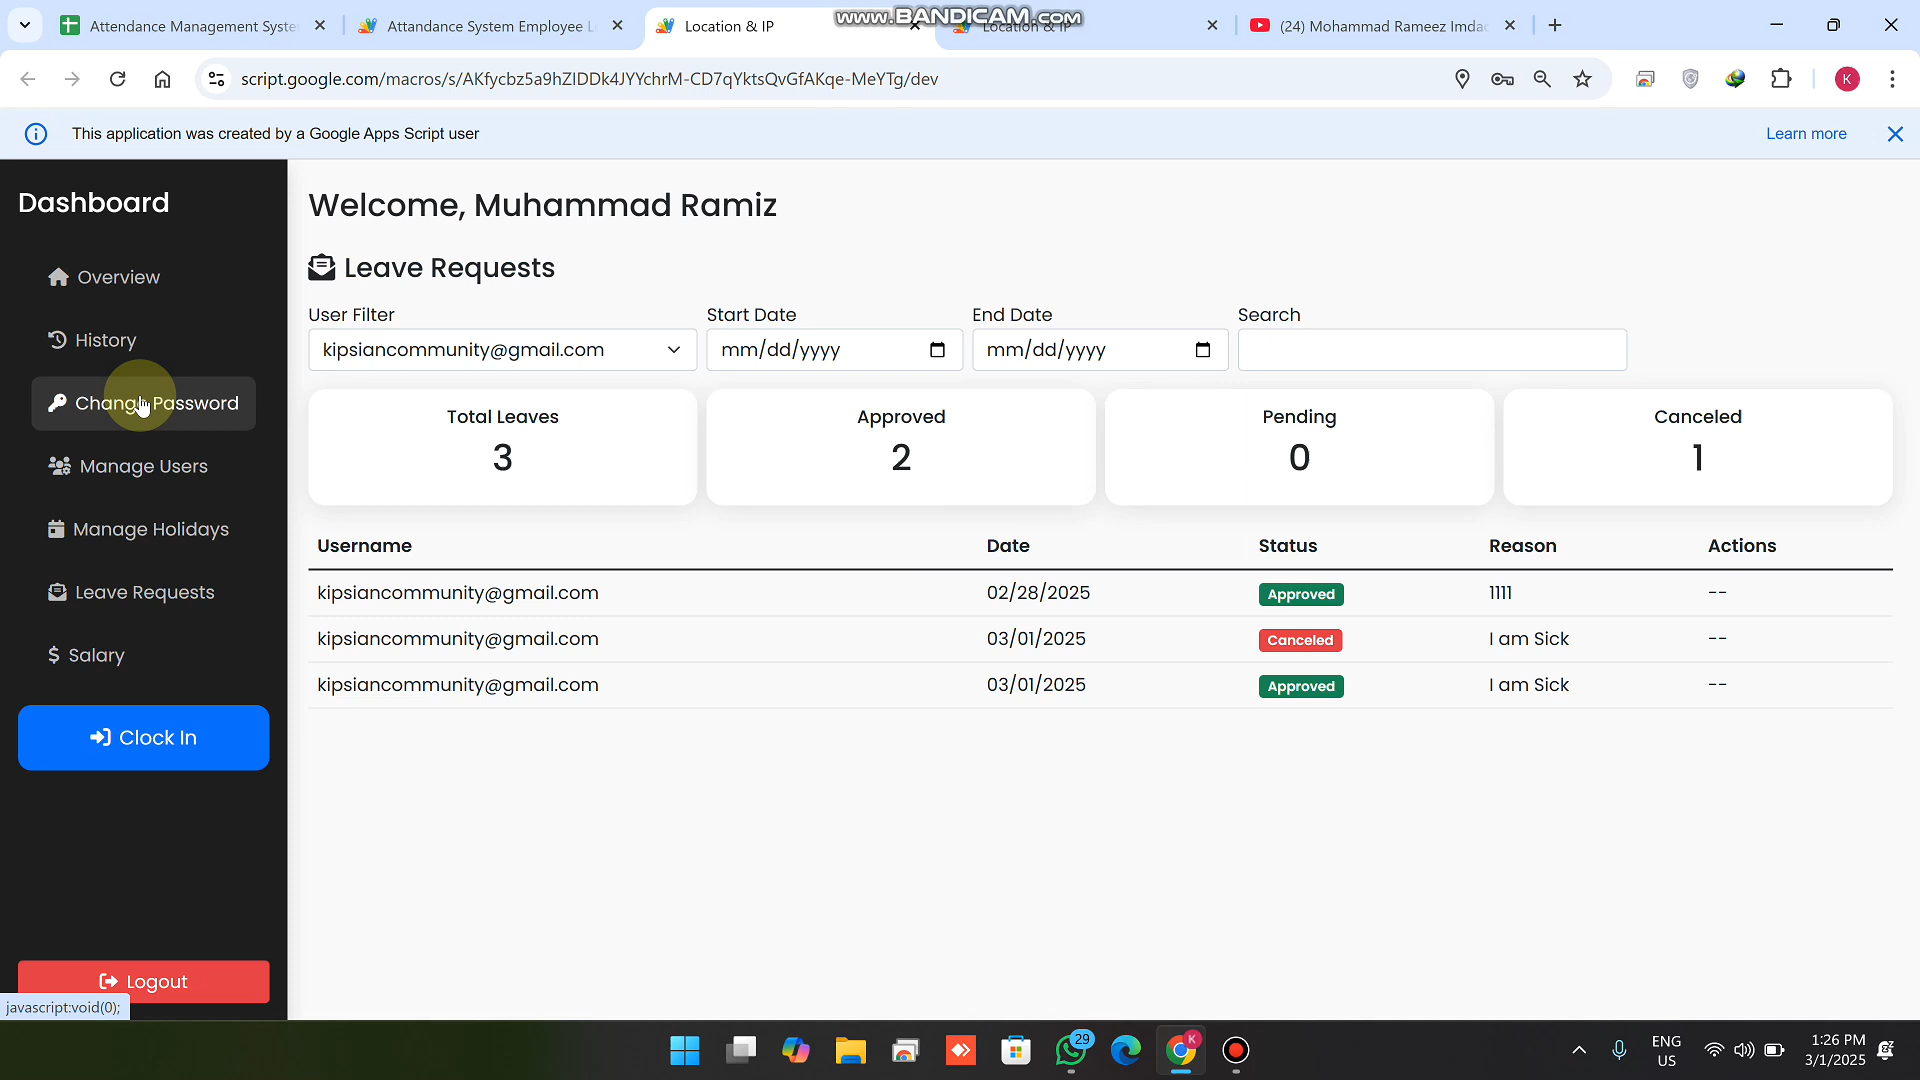 Attendance Management Syste
Attandance System Employee L
Location & IP
www.BANDICAM.com
Location & IP
(24) Mohammad Rameez Imdac
script.google.com/macros/s/AKfycbz5a9hZIDDk4JYYchrM-CD7qYktsQvGfAKqe-MeYTg/dev
K
This application was created by a Google Apps Script user
Learn more
Dashboard
Overview
History
Change Password
Manage Users
Manage Holidays
Leave Requests
$ Salary
Clock In
Logout
javascript:void(0);
Welcome, Muhammad Ramiz
Leave Requests
User Filter
Start Date
End Date
Search
kipsiancommunity@gmail.com
mm/dd/yyyy
mm/dd/yyyy
Total Leaves
3
Approved
2
Pending
0
Canceled
1
Username Date Status Reason Actions
kipsiancommunity@gmail.com 02/28/2025 Approved 1111 --
kipsiancommunity@gmail.com 03/01/2025 Canceled I am Sick --
kipsiancommunity@gmail.com 03/01/2025 Approved I am Sick --
29
K
ENG
US
1:26 PM
3/1/2025